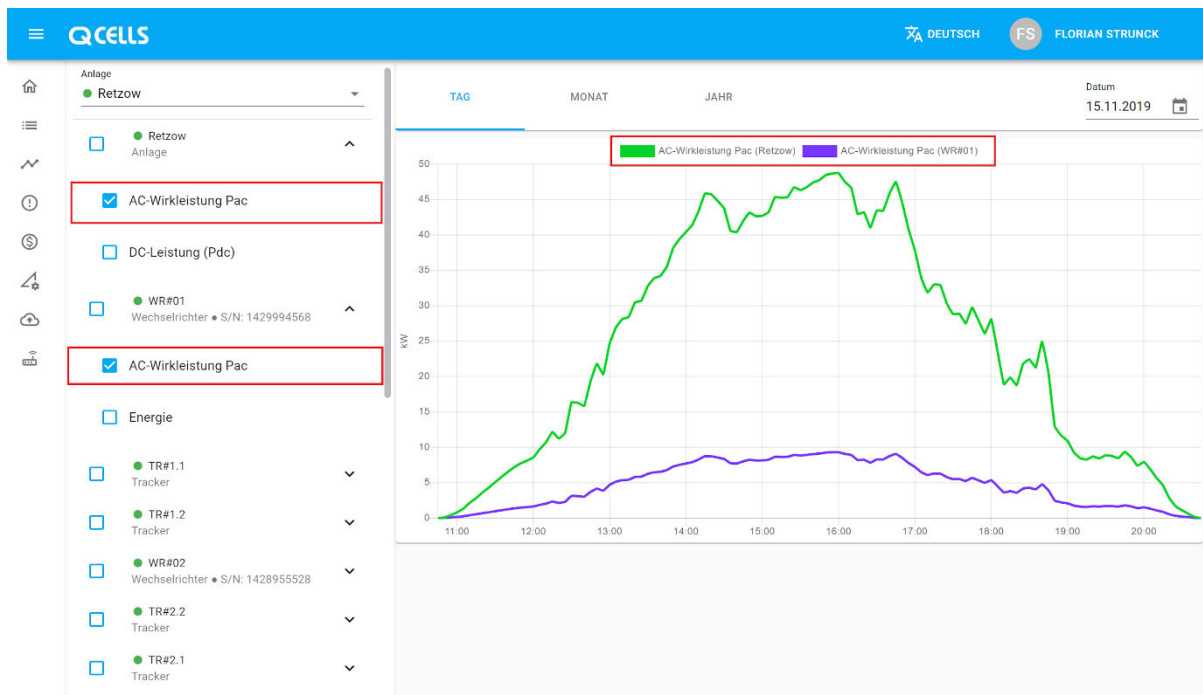 QCELLS
DEUTSCH
FS
FLORIAN STRUNCK
Anlage
Retzow
Retzow
Anlage
AC-Wirkleistung Pac
DC-Leistung (Pdc)
WR#01
Wechselrichter ● S/N: 1429994568
AC-Wirkleistung Pac
Energie
TR#1.1
Tracker
TR#1.2
Tracker
WR#02
Wechselrichter ● S/N: 1428955528
TR#2.2
Tracker
TR#2.1
Tracker
TAG MONAT JAHR
Datum
15.11.2019
AC-Wirkleistung Pac (Retzow) AC-Wirkleistung Pac (WR#01)
50
45
40
35
30
25
20
15
10
5
0
kW
11:00 12:00 13:00 14:00 15:00 16:00 17:00 18:00 19:00 20:00